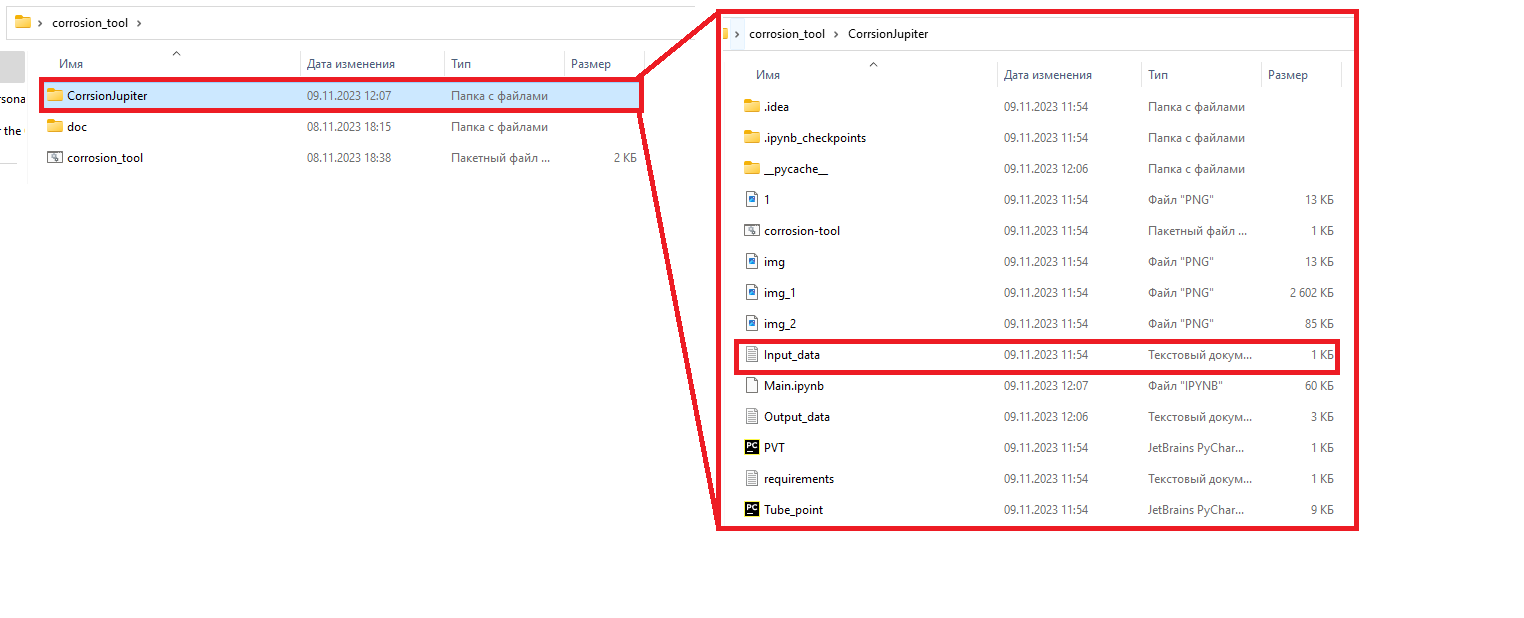 corrosion_tool
Имя Дата изменения Тип Размер
CorrsionJupiter 09.11.2023 12:07 Папка с файлами
doc 08.11.2023 18:15 Папка с файлами
corrosion_tool 08.11.2023 18:38 Пакетный файл ... 2 КБ
rsona
r the
corrosion_tool CorrsionJupiter
Имя Дата изменения Тип Размер
.idea 09.11.2023 11:54 Папка с файлами
.ipynb_checkpoints 09.11.2023 11:54 Папка с файлами
__pycache__ 09.11.2023 12:06 Папка с файлами
1 09.11.2023 11:54 Файл "PNG" 13 КБ
corrosion-tool 09.11.2023 11:54 Пакетный файл ... 1 КБ
img 09.11.2023 11:54 Файл "PNG" 13 КБ
img_1 09.11.2023 11:54 Файл "PNG" 2 602 КБ
img_2 09.11.2023 11:54 Файл "PNG" 85 КБ
Input_data 09.11.2023 11:54 Текстовый докум... 1 КБ
Main.ipynb 09.11.2023 12:07 Файл "IPYNB" 60 КБ
Output_data 09.11.2023 12:06 Текстовый докум... 3 КБ
PC PVT 09.11.2023 11:54 JetBrains PyChar... 1 КБ
requirements 09.11.2023 11:54 Текстовый докум... 1 КБ
PC Tube_point 09.11.2023 11:54 JetBrains PyChar... 9 КБ